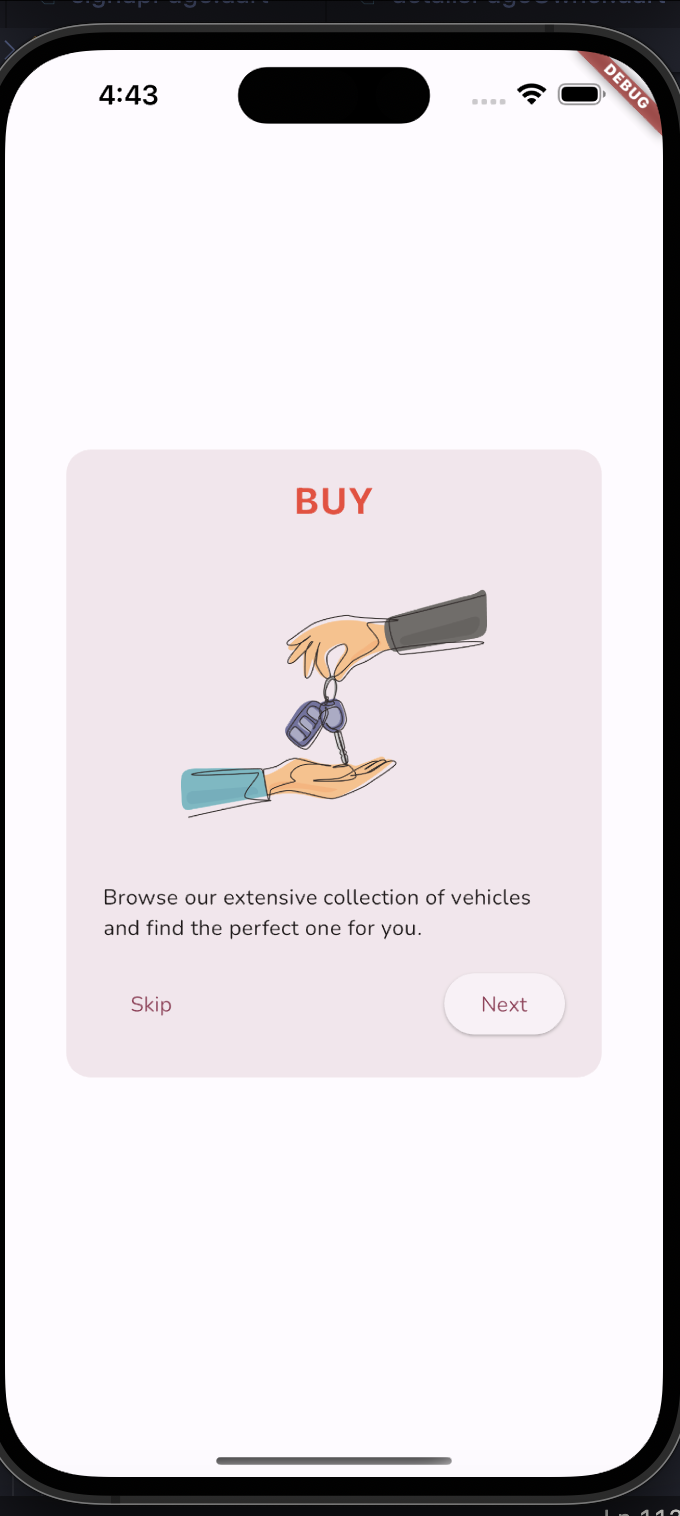 4:43
DEBUG
BUY
Browse our extensive collection of vehicles
and find the perfect one for you.
Skip
Next